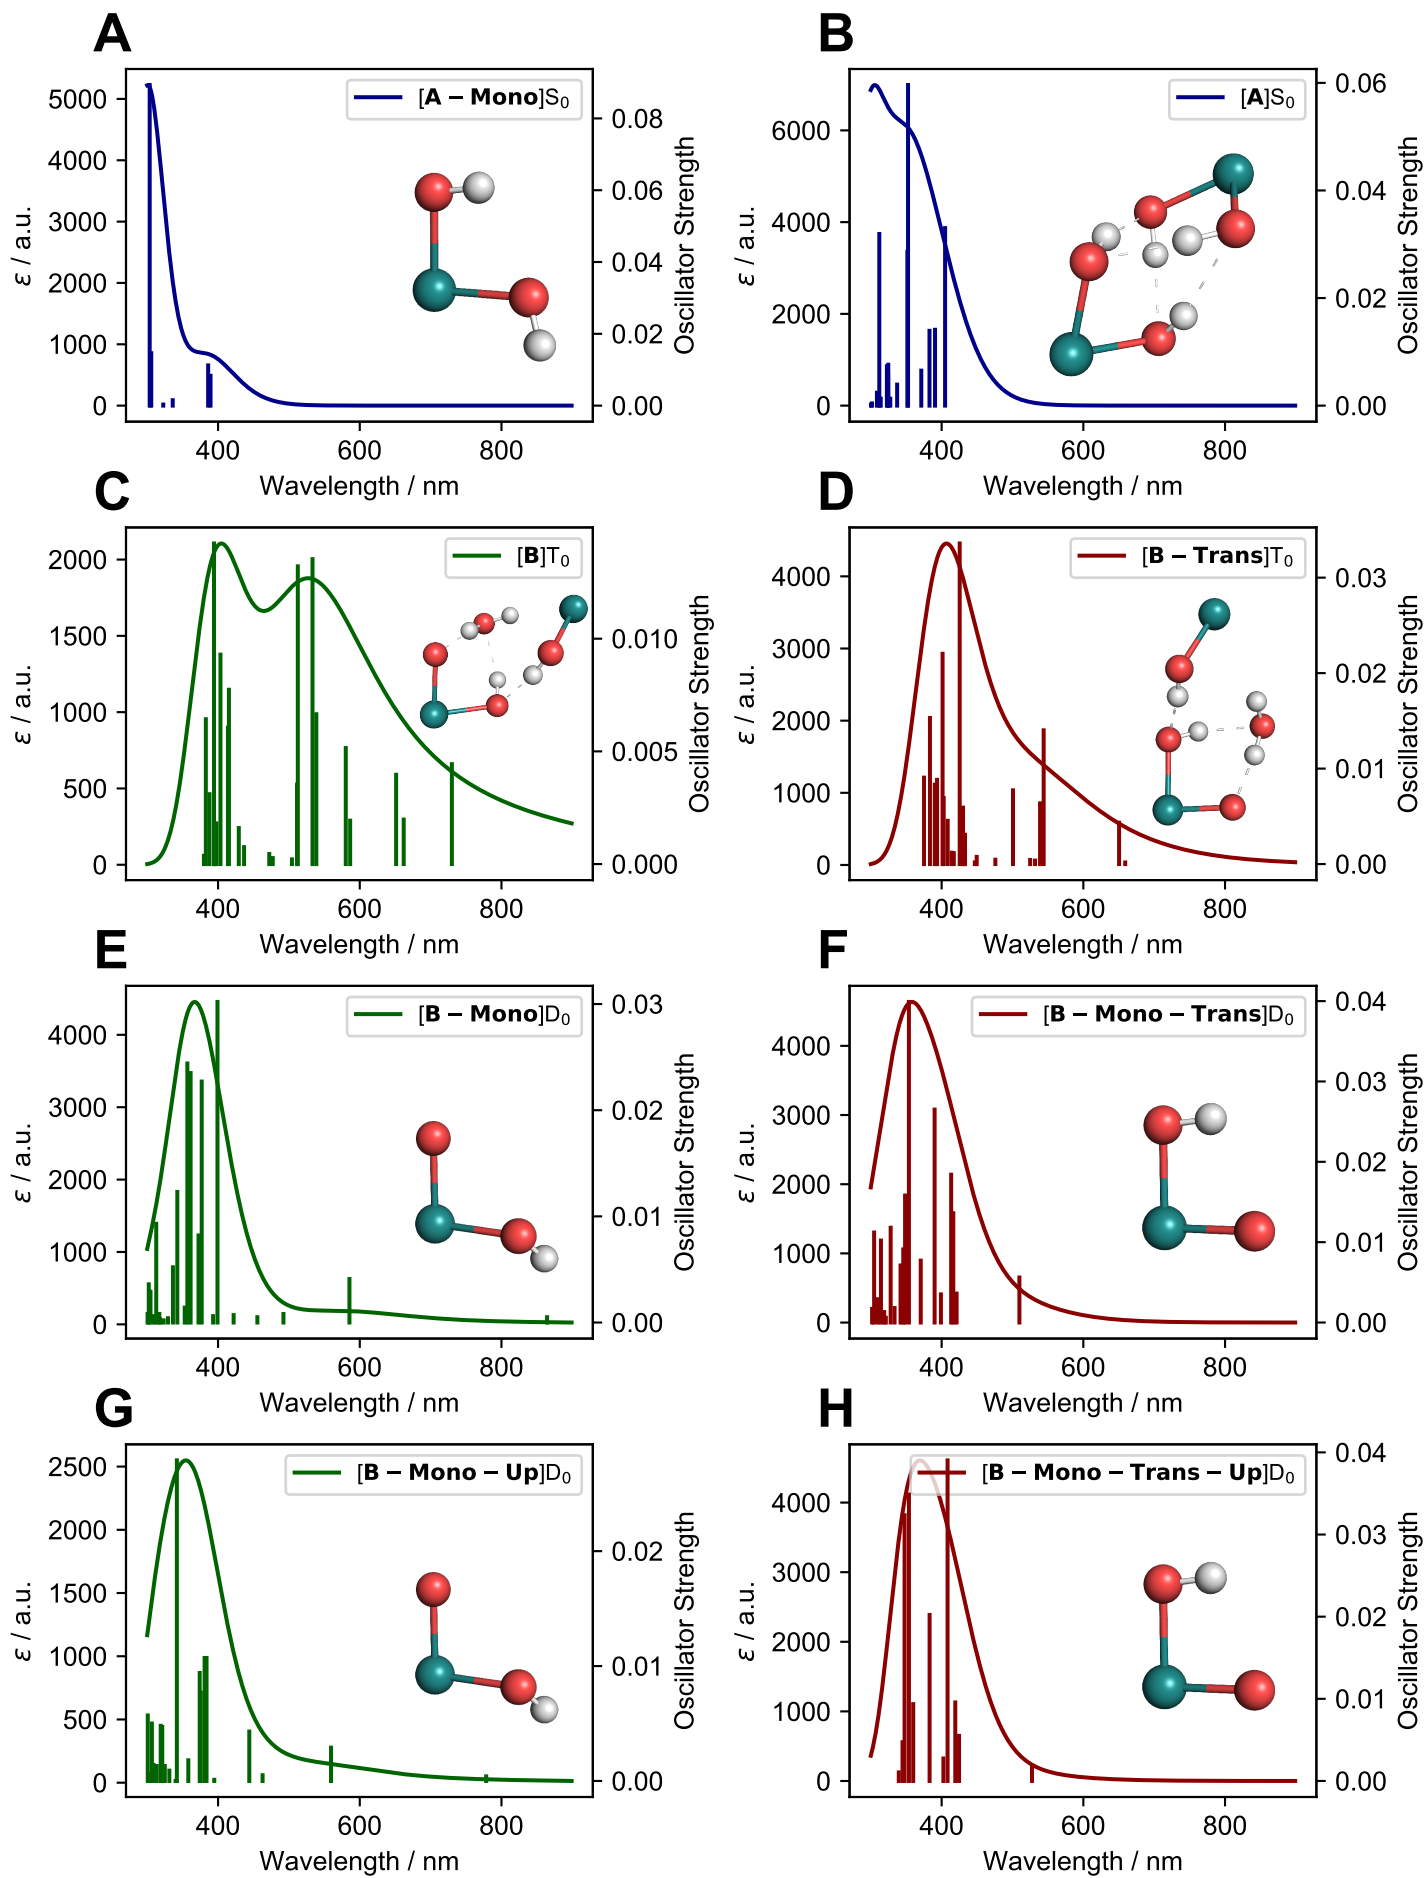 A
[A − Mono]S₀
5000
4000
3000
2000
1000
0
0.08
0.06
0.04
0.02
0.00
400 600 800
ε / a.u.
Oscillator Strength
Wavelength / nm
B
[A]S₀
6000
4000
2000
0
0.06
0.04
0.02
0.00
400 600 800
ε / a.u.
Oscillator Strength
Wavelength / nm
C
[B]T₀
2000
1500
1000
500
0
0.010
0.005
0.000
400 600 800
ε / a.u.
Oscillator Strength
Wavelength / nm
D
[B − Trans]T₀
4000
3000
2000
1000
0
0.03
0.02
0.01
0.00
400 600 800
ε / a.u.
Oscillator Strength
Wavelength / nm
E
[B − Mono]D₀
4000
3000
2000
1000
0
0.03
0.02
0.01
0.00
400 600 800
ε / a.u.
Oscillator Strength
Wavelength / nm
F
[B − Mono − Trans]D₀
4000
3000
2000
1000
0
0.04
0.03
0.02
0.01
0.00
400 600 800
ε / a.u.
Oscillator Strength
Wavelength / nm
G
[B − Mono − Up]D₀
2500
2000
1500
1000
500
0
0.02
0.01
0.00
400 600 800
ε / a.u.
Oscillator Strength
Wavelength / nm
H
[B − Mono − Trans − Up]D₀
4000
3000
2000
1000
0
0.04
0.03
0.02
0.01
0.00
400 600 800
ε / a.u.
Oscillator Strength
Wavelength / nm